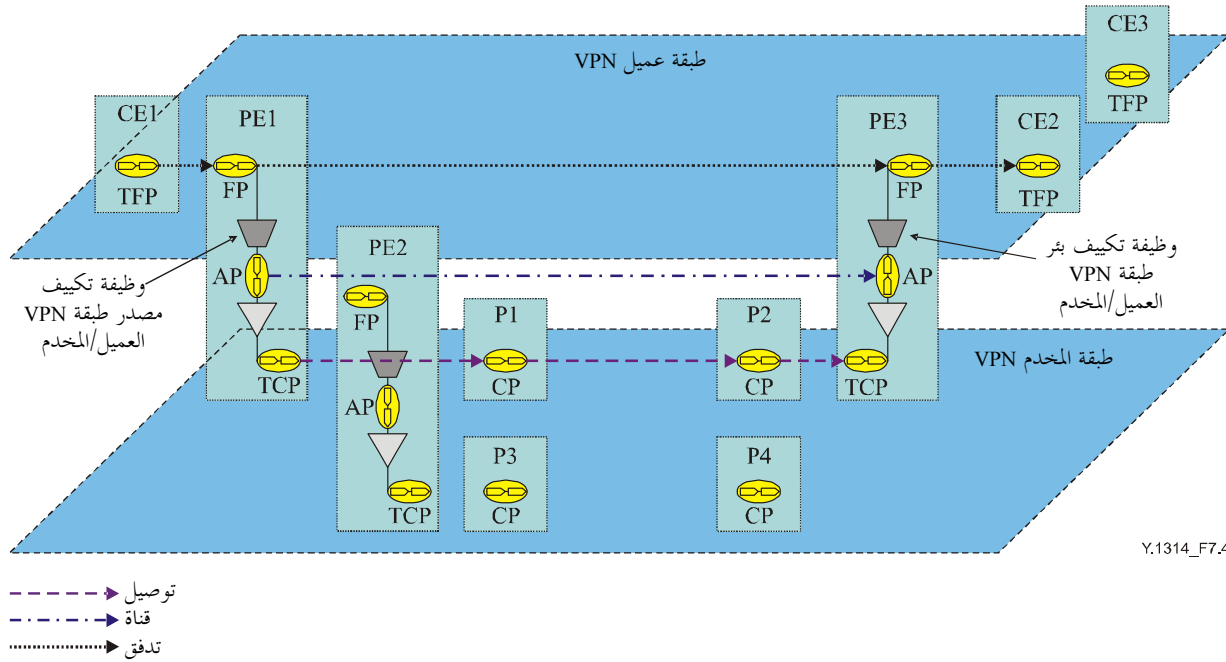 CE3
TFP
طبقة عميل VPN
CE1
TFP
PE1
FP
AP
TCP
PE3
FP
AP
TCP
CE2
TFP
وظيفة تكييف
مصدر طبقة VPN
العميل/المخدم
PE2
FP
AP
TCP
وظيفة تكييف بئر
طبقة
VPN
العميل/المخدم
P1
CP
P2
CP
طبقة المخدم VPN
P3
CP
P4
CP
Y.1314_F7.4
توصيل
قناة
تدفق